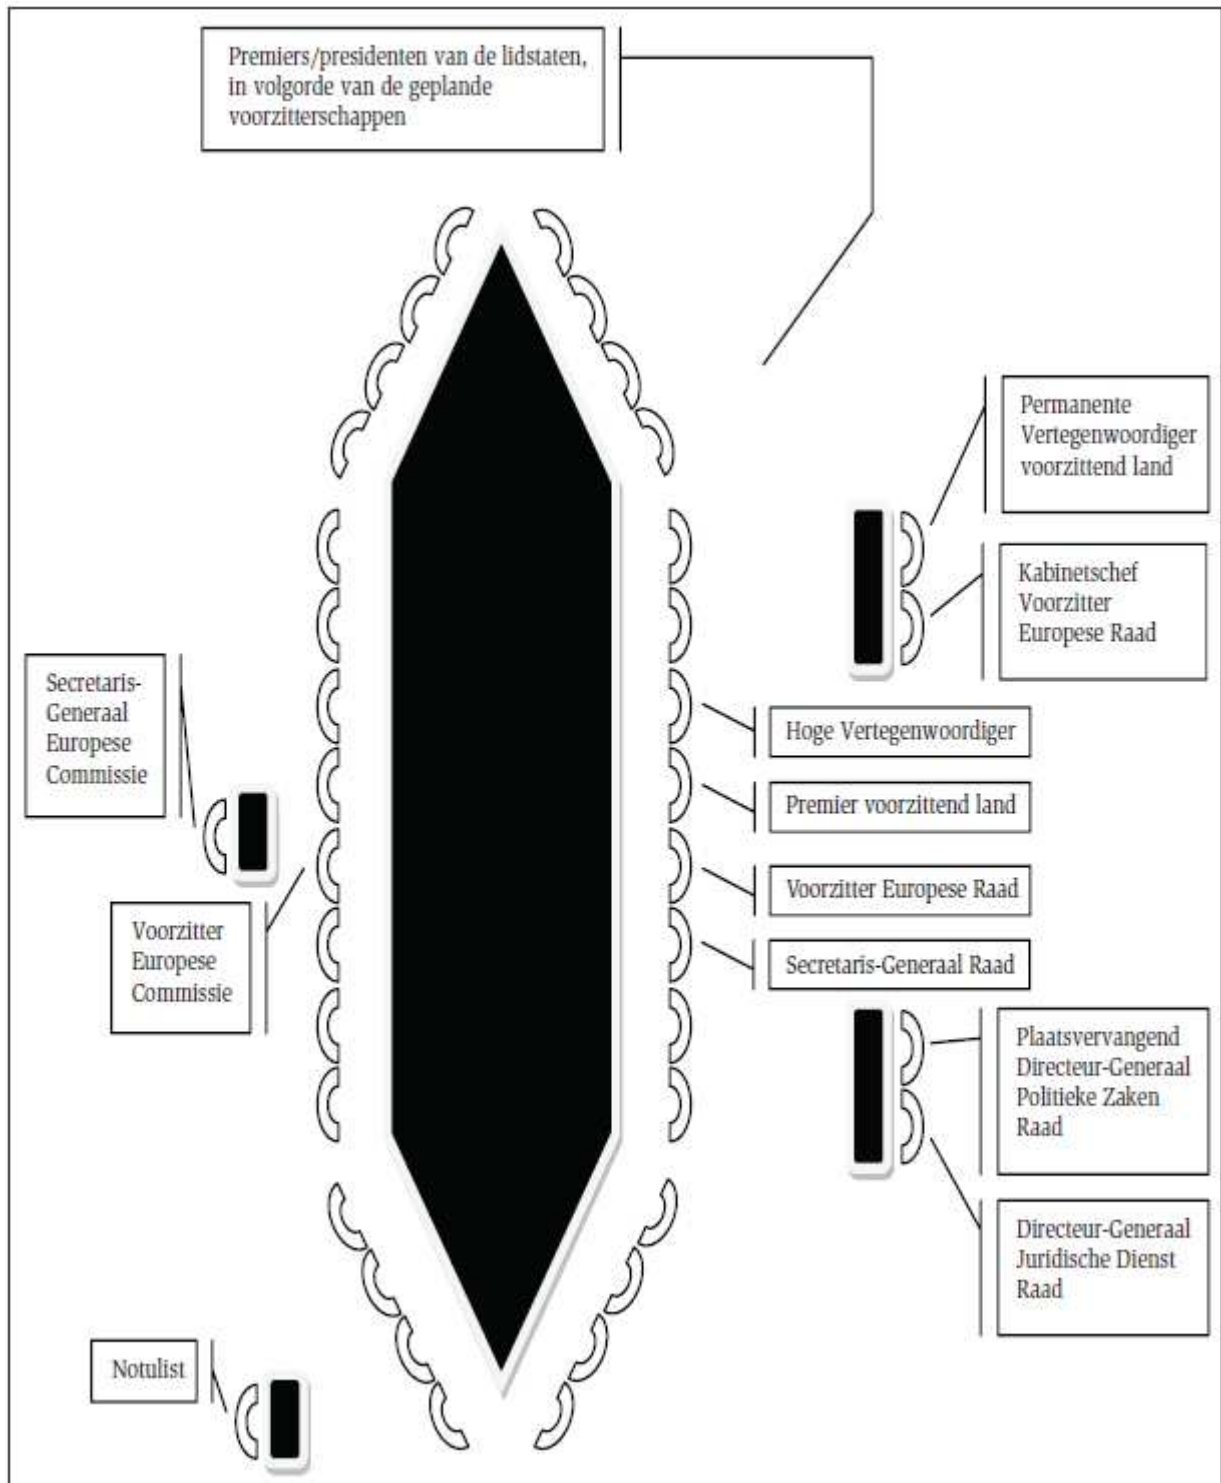 Premiers/presidenten van de lidstaten,
in volgorde van de geplande
voorzitterschappen
Permanente
Vertegenwoordiger
voorzittend land
Kabinetschef
Voorzitter
Europese Raad
Secretaris-
Generaal
Europese
Commissie
Hoge Vertegenwoordiger
Premier voorzittend land
Voorzitter Europese Raad
Voorzitter
Europese
Commissie
Secretaris-Generaal Raad
Plaatsvervangend
Directeur-Generaal
Politieke Zaken
Raad
Directeur-Generaal
Juridische Dienst
Raad
Notulist